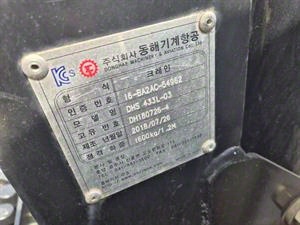 KCs
주식회사 동해기계항공
DONGHAE MACHINERY & AVIATION CO., LTD
크레인
형 식
인증번호 16-BA2AC-64962
모델명 DHS 433L-03
고유번호 DH180726-4
제조년월일 2018/07/26
정격하중 1600kg/1.2M